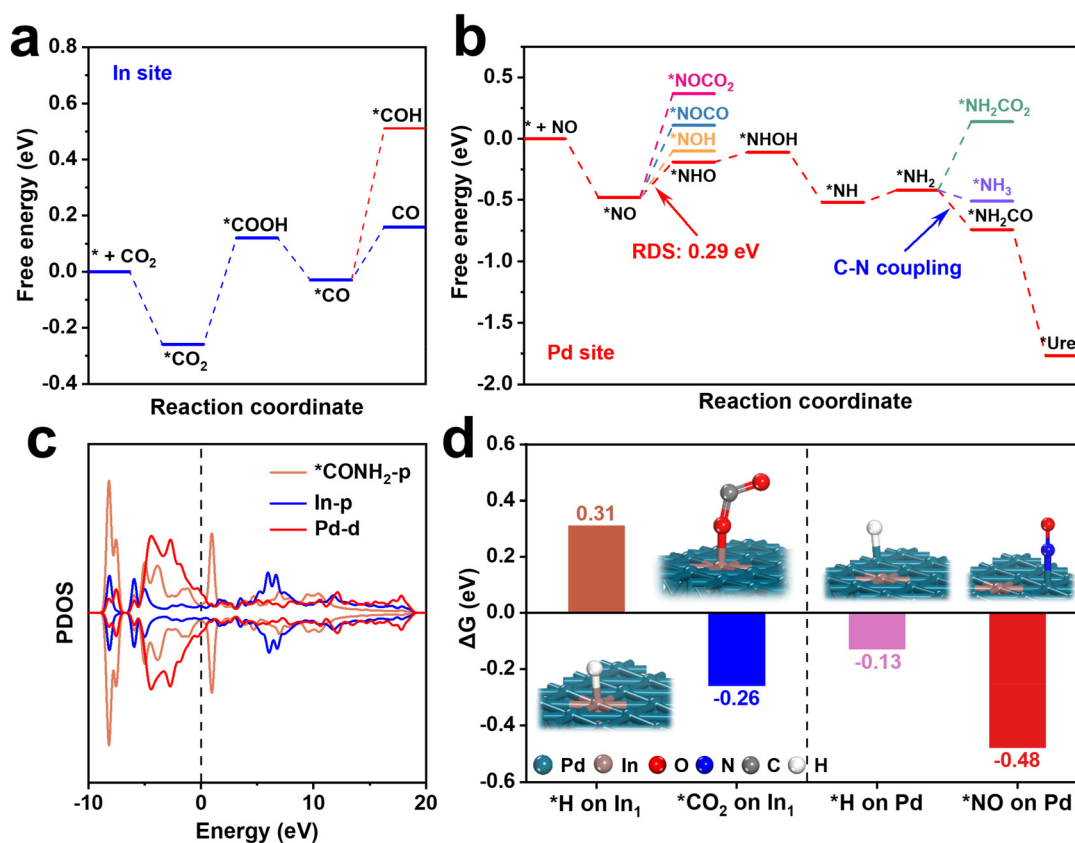 a
0.8
0.6
0.4
0.2
0.0
-0.2
-0.4
Free energy (eV)
In site
* + CO₂
*CO₂
*COOH
*CO
*COH
CO
Reaction coordinate
b
0.5
0.0
-0.5
-1.0
-1.5
-2.0
Free energy (eV)
* + NO
*NO
*NOCO₂
*NOCO
*NOH
*NHO
*NHOH
*NH
*NH₂
*NH₂CO₂
*NH₃
*NH₂CO
*Ure
RDS: 0.29 eV
C-N coupling
Pd site
Reaction coordinate
c
PDOS
*CONH₂-p
In-p
Pd-d
-10 0 10 20
Energy (eV)
d
0.6
0.4
0.2
0.0
-0.2
-0.4
-0.6
ΔG (eV)
0.31
-0.26
-0.13
-0.48
Pd In O N C H
*H on In₁ *CO₂ on In₁ *H on Pd *NO on Pd